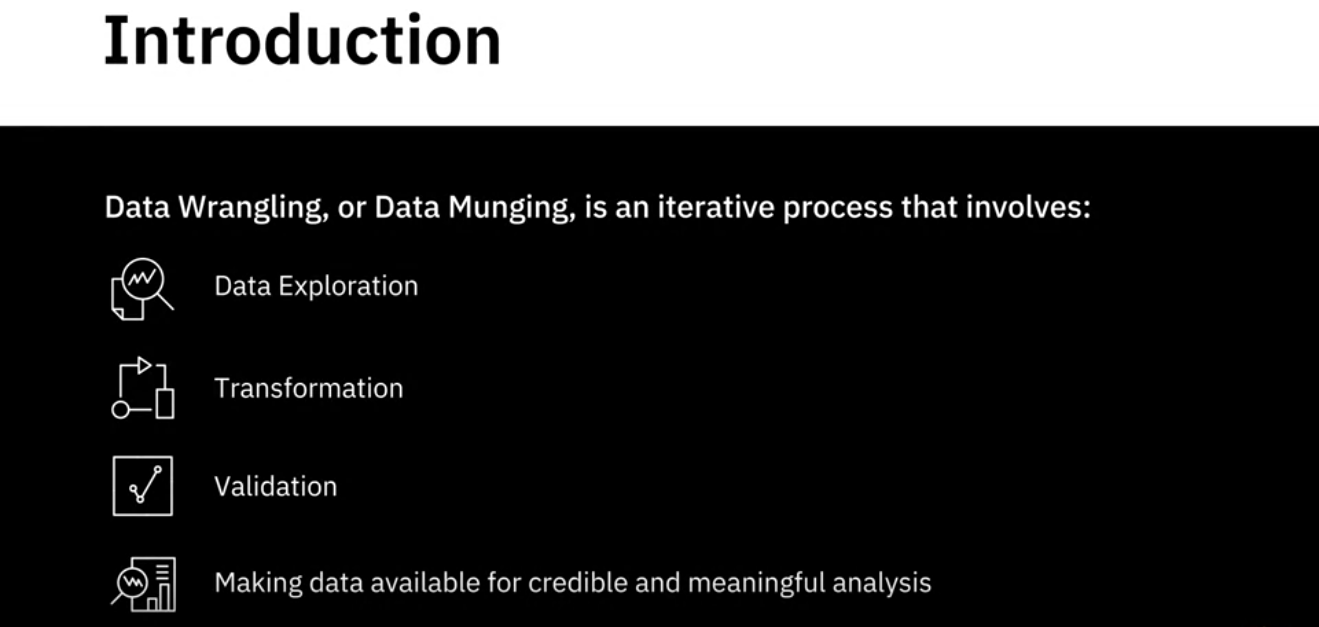 Introduction
Data Wrangling, or Data Munging, is an iterative process that involves:
Data Exploration
Transformation
Validation
Making data available for credible and meaningful analysis